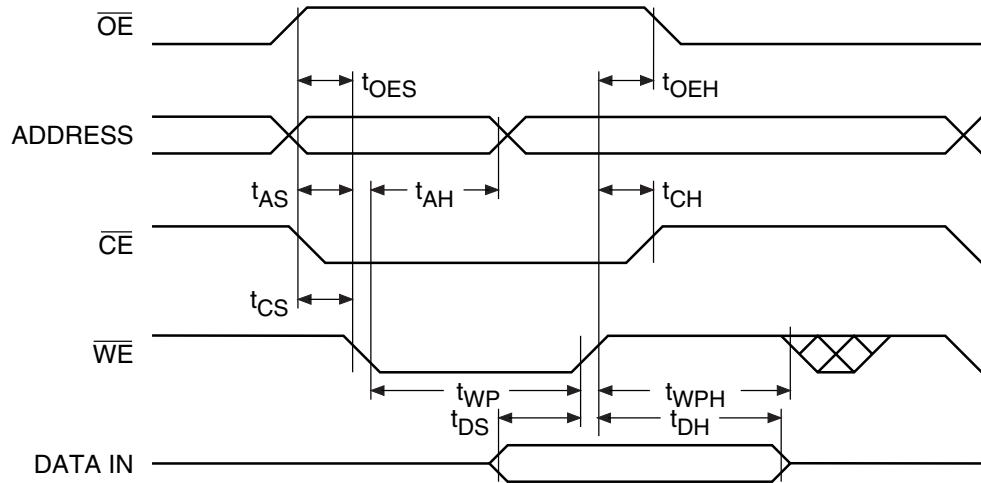 OE
tOES
tOEH
ADDRESS
tAS
tAH
tCH
CE
tCS
WE
tWP
tWPH
tDS
tDH
DATA IN